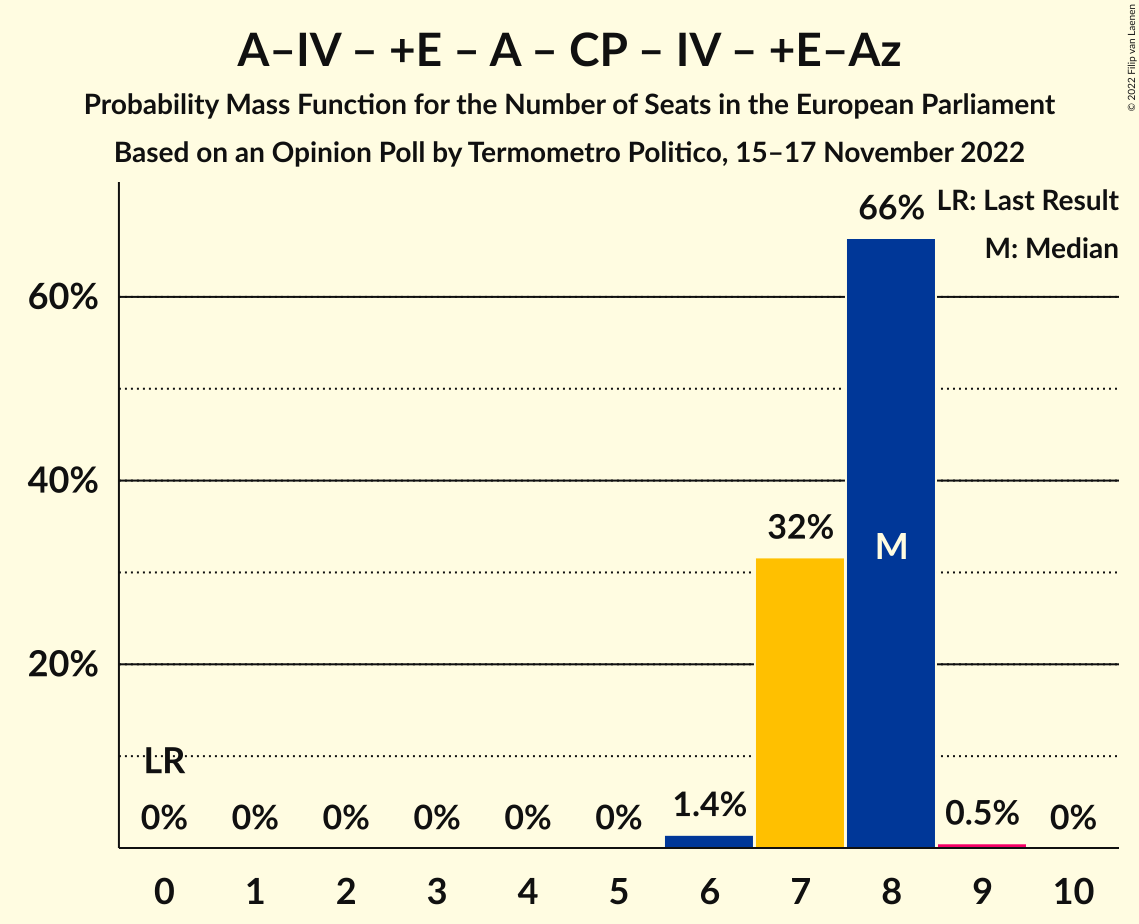 A–IV – +E – A – CP – IV – +E–Az
Probability Mass Function for the Number of Seats in the European Parliament
Based on an Opinion Poll by Termometro Politico, 15–17 November 2022
© 2022 Filip van Laenen
LR: Last Result
M: Median
66%
60%
40%
32%
M
20%
LR
0% 0% 0% 0% 0% 0% 1.4% 0.5% 0%
0 1 2 3 4 5 6 7 8 9 10